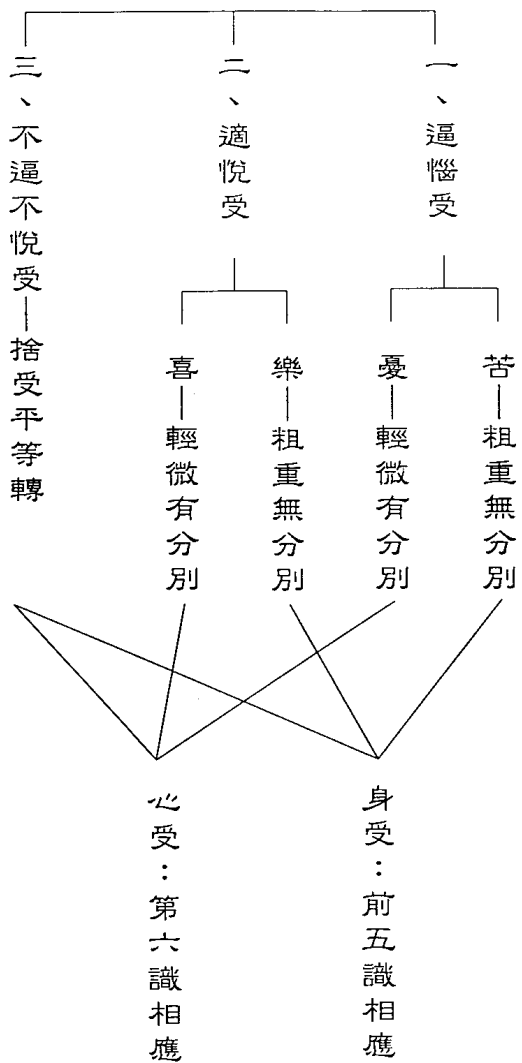 一、逼惱受
苦—粗重無分別
憂—輕微有分別
二、適悅受
樂—粗重無分別
喜—輕微有分別
三、不逼不悅受—捨受平等轉
身受：前五識相應
心受：第六識相應